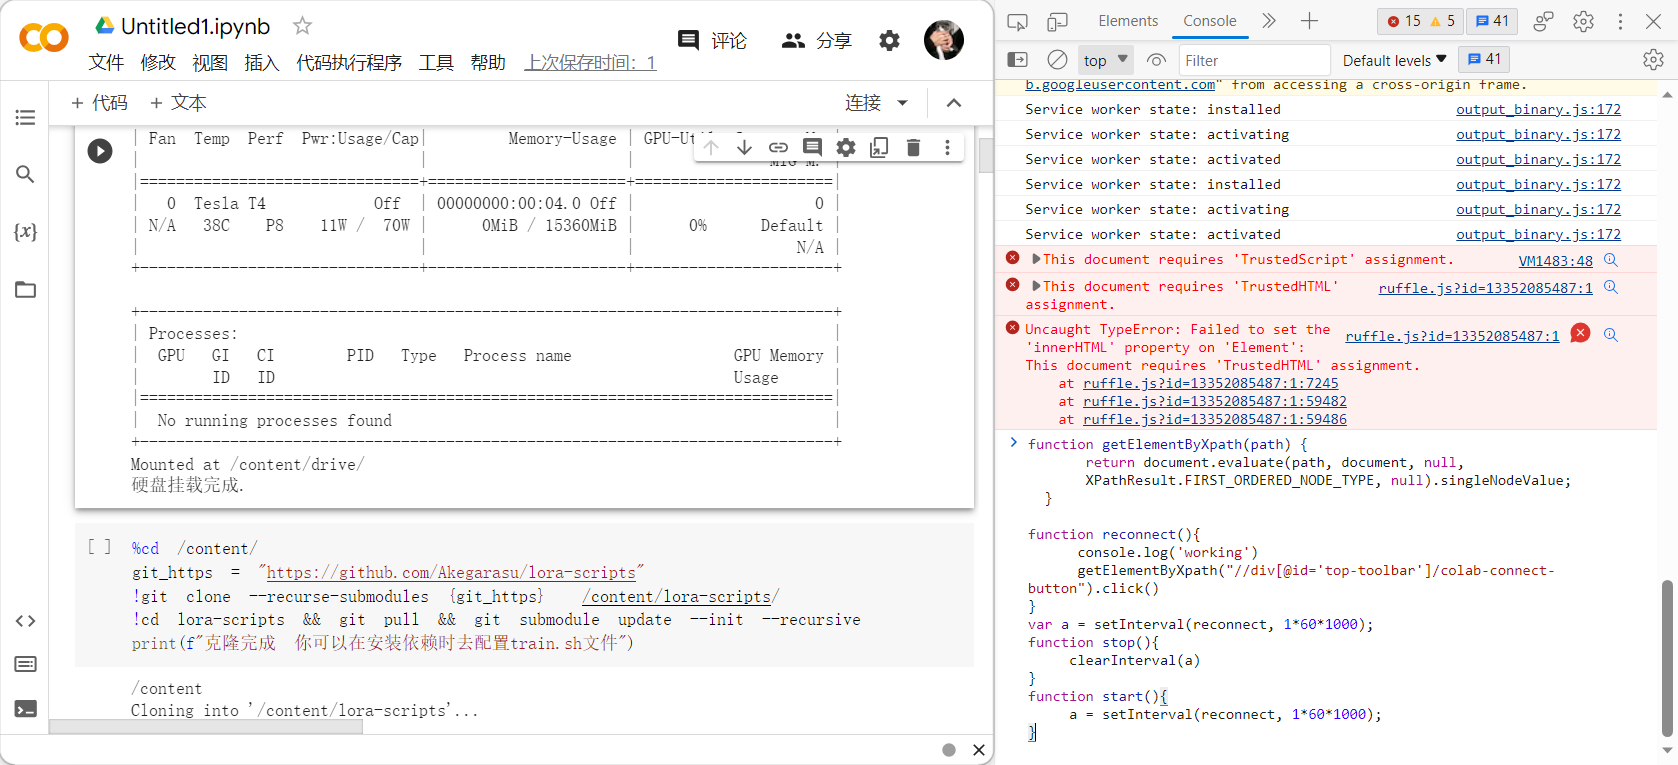 Untitled1.ipynb
评论
分享
文件 修改 视图 插入 代码执行程序 工具 帮助 上次保存时间：1
+ 代码 + 文本
连接
| Fan  Temp  Perf  Pwr:Usage/Cap|         Memory-Usage | GPU-Util
|                               |                      |               MIG M. |
|===============================+======================+======================|
|   0  Tesla T4            Off  | 00000000:00:04.0 Off |                    0 |
| N/A   38C    P8    11W /  70W |      0MiB / 15360MiB |      0%      Default |
|                               |                      |                  N/A |
+-------------------------------+----------------------+----------------------+
+-----------------------------------------------------------------------------+
| Processes:                                                                  |
|  GPU   GI   CI        PID   Type   Process name                  GPU Memory |
|        ID   ID                                                   Usage      |
|=============================================================================|
|  No running processes found                                                 |
+-----------------------------------------------------------------------------+
Mounted at /content/drive/
硬盘挂载完成.
[ ] %cd /content/
git_https = "https://github.com/Akegarasu/lora-scripts"
!git clone --recurse-submodules {git_https} /content/lora-scripts/
!cd lora-scripts && git pull && git submodule update --init --recursive
print(f"克隆完成 你可以在安装依赖时去配置train.sh文件")
/content
Cloning into '/content/lora-scripts'...
{x}
Elements Console 15 5 41
top Filter Default levels 41
b.googleusercontent.com" from accessing a cross-origin frame.
Service worker state: installed output_binary.js:172
Service worker state: activating output_binary.js:172
Service worker state: activated output_binary.js:172
Service worker state: installed output_binary.js:172
Service worker state: activating output_binary.js:172
Service worker state: activated output_binary.js:172
This document requires 'TrustedScript' assignment. VM1483:48
This document requires 'TrustedHTML' ruffle.js?id=13352085487:1
assignment.
Uncaught TypeError: Failed to set the ruffle.js?id=13352085487:1
'innerHTML' property on 'Element':
This document requires 'TrustedHTML' assignment.
at ruffle.js?id=13352085487:1:7245
at ruffle.js?id=13352085487:1:59482
at ruffle.js?id=13352085487:1:59486
function getElementByXpath(path) {
return document.evaluate(path, document, null,
XPathResult.FIRST_ORDERED_NODE_TYPE, null).singleNodeValue;
}
function reconnect(){
console.log('working')
getElementByXpath("//div[@id='top-toolbar']/colab-connect-
button").click()
}
var a = setInterval(reconnect, 1*60*1000);
function stop(){
clearInterval(a)
}
function start(){
a = setInterval(reconnect, 1*60*1000);
}